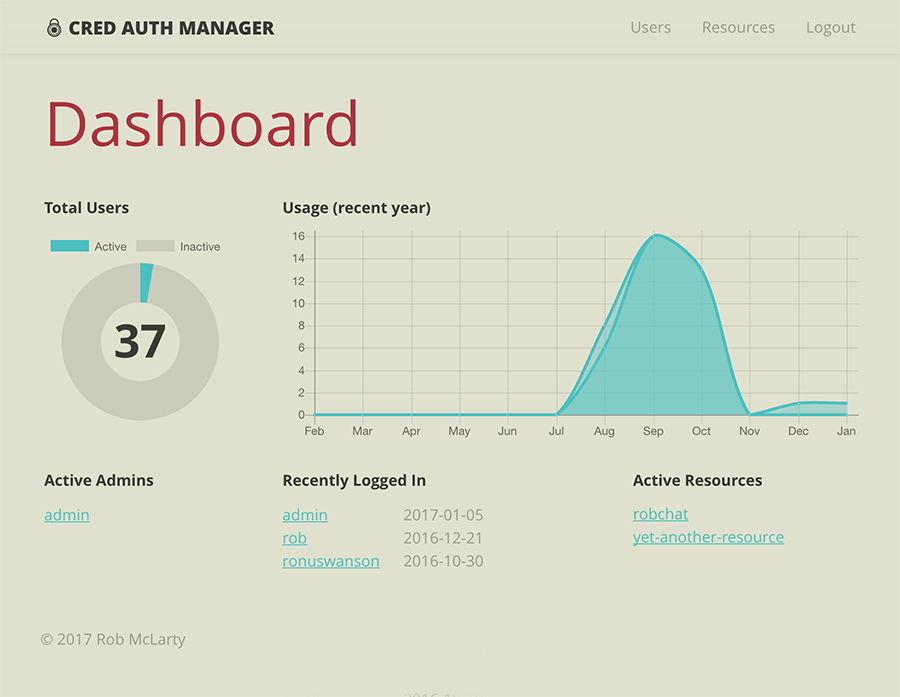 CRED AUTH MANAGER Users Resources Logout
Dashboard
Total Users
Active Inactive
37
Usage (recent year)
16
14
12
10
8
6
4
2
0
Feb Mar Apr May Jun Jul Aug Sep Oct Nov Dec Jan
Active Admins
admin
Recently Logged In
admin 2017-01-05
rob 2016-12-21
ronuswanson 2016-10-30
Active Resources
robchat
yet-another-resource
© 2017 Rob McLarty